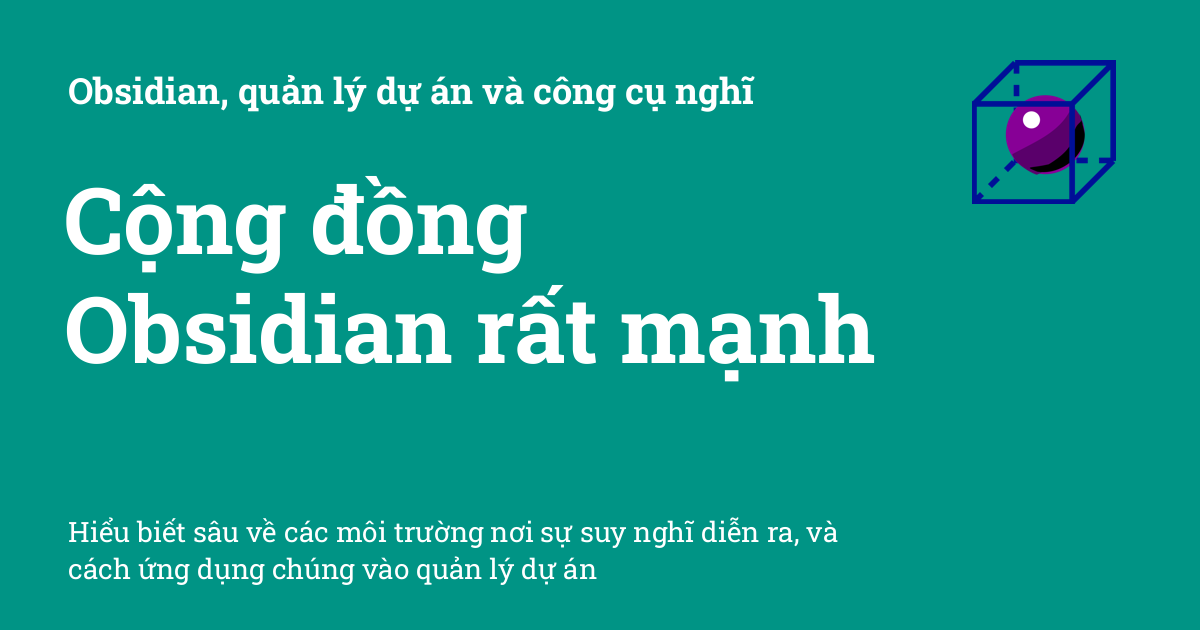 Obsidian, quản lý dự án và công cụ nghĩ
Cộng đồng
Obsidian rất mạnh
Hiểu biết sâu về các môi trường nơi sự suy nghĩ diễn ra, và
cách ứng dụng chúng vào quản lý dự án